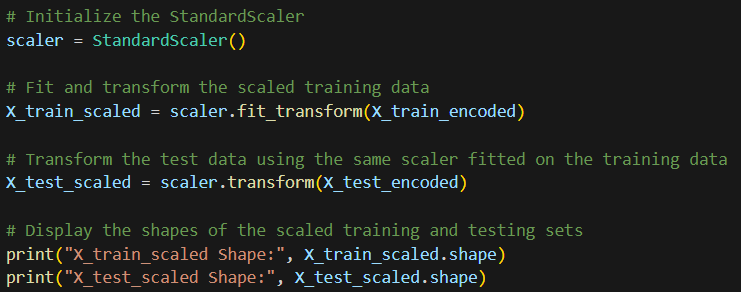 # Initialize the StandardScaler
scaler = StandardScaler()
# Fit and transform the scaled training data
X_train_scaled = scaler.fit_transform(X_train_encoded)
# Transform the test data using the same scaler fitted on the training data
X_test_scaled = scaler.transform(X_test_encoded)
# Display the shapes of the scaled training and testing sets
print("X_train_scaled Shape:", X_train_scaled.shape)
print("X_test_scaled Shape:", X_test_scaled.shape)